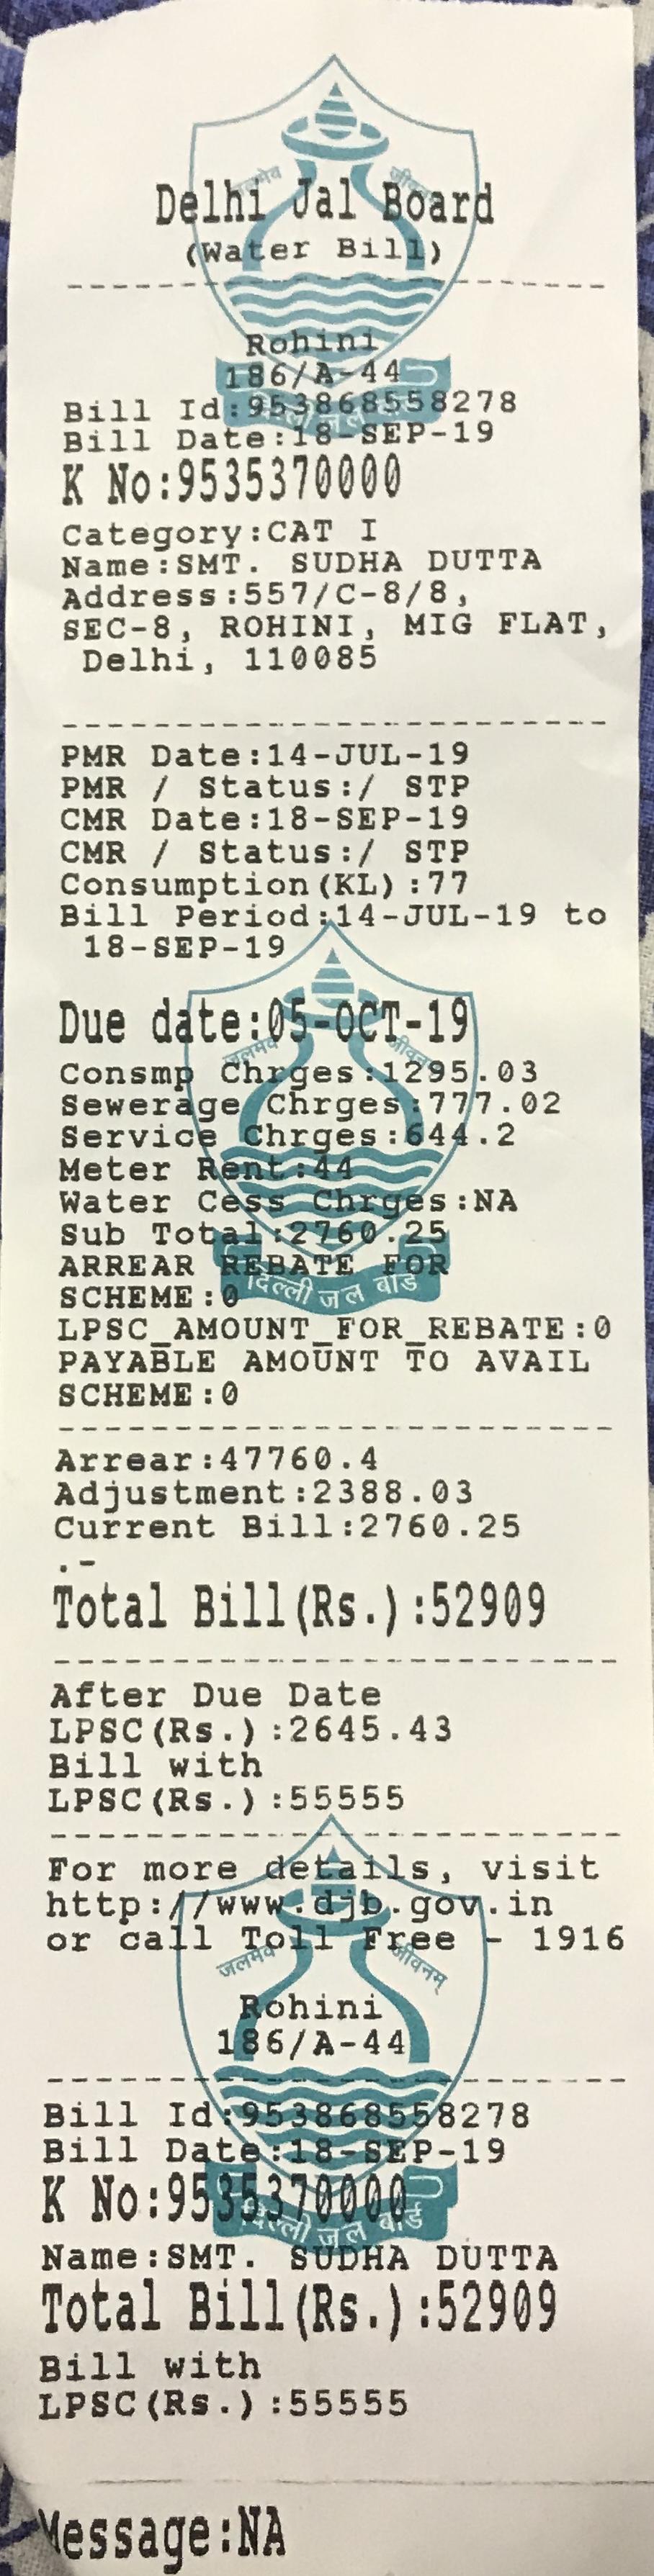 जलमेव जीवनम्
Delhi Jal Board
(Water Bill)
Rohini
186/A-44
दिल्ली जल बोर्ड
Bill Id:953868558278
Bill Date:18-SEP-19
K No:9535370000
Category:CAT I
Name:SMT. SUDHA DUTTA
Address:557/C-8/8,
SEC-8, ROHINI, MIG FLAT,
Delhi, 110085
PMR Date:14-JUL-19
PMR / Status:/ STP
CMR Date:18-SEP-19
CMR / Status:/ STP
Consumption(KL):77
Bill Period:14-JUL-19 to
18-SEP-19
Due date:05-OCT-19
जलमेव जीवनम्
Consmp Chrges:1295.03
Sewerage Chrges:777.02
Service Chrges:644.2
Meter Rent:44
Water Cess Chrges:NA
Sub Total:2760.25
ARREAR REBATE FOR
दिल्ली जल बोर्ड
SCHEME:0
LPSC_AMOUNT_FOR_REBATE:0
PAYABLE AMOUNT TO AVAIL
SCHEME:0
Arrear:47760.4
Adjustment:2388.03
Current Bill:2760.25
.-
Total Bill(Rs.):52909
After Due Date
LPSC(Rs.):2645.43
Bill with
LPSC(Rs.):55555
For more details, visit
http://www.djb.gov.in
or call Toll Free - 1916
जलमेव जीवनम्
Rohini
186/A-44
Bill Id:953868558278
Bill Date:18-SEP-19
K No:9535370000
दिल्ली जल बोर्ड
Name:SMT. SUDHA DUTTA
Total Bill(Rs.):52909
Bill with
LPSC(Rs.):55555
Message:NA